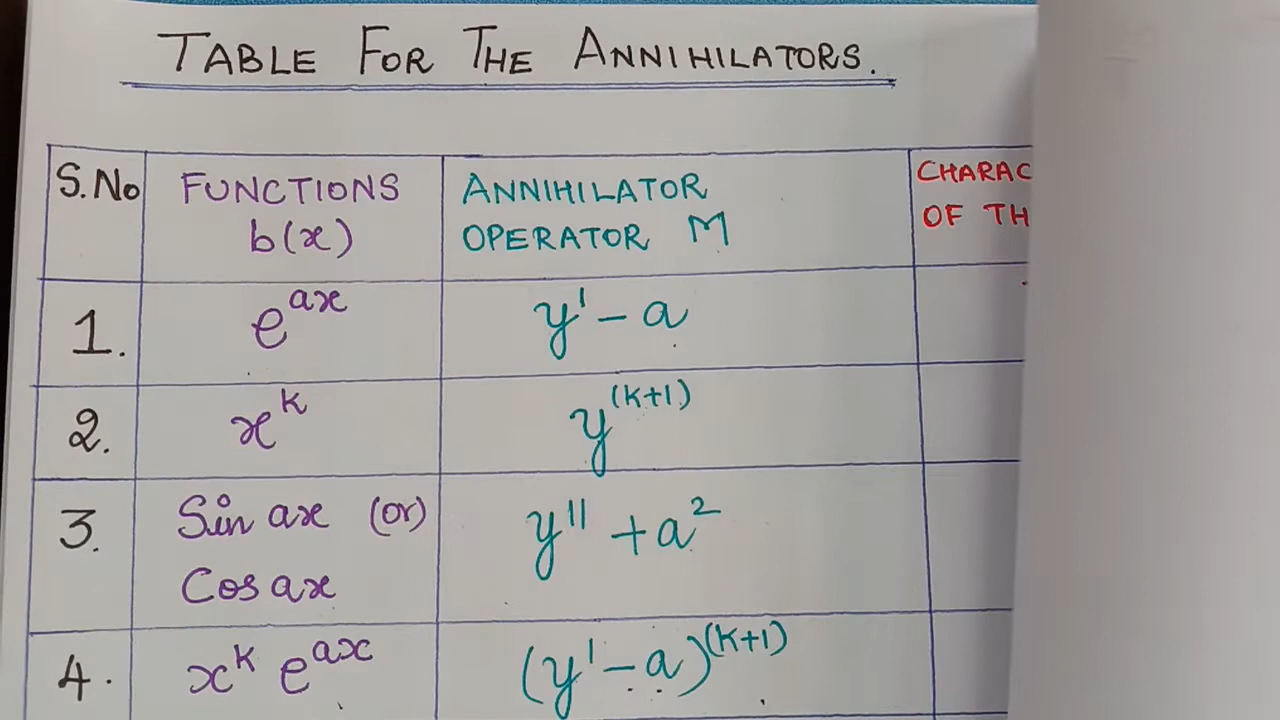 TABLE FOR THE ANNIHILATORS.
S.No FUNCTIONS b(x) ANNIHILATOR OPERATOR M
OF TH
1. e^{ax} y' - a
2. x^k y^{(k+1)}
3. Sin ax (or) Cos ax y'' + a^2
4. x^k e^{ax} (y' - a)^{(k+1)}